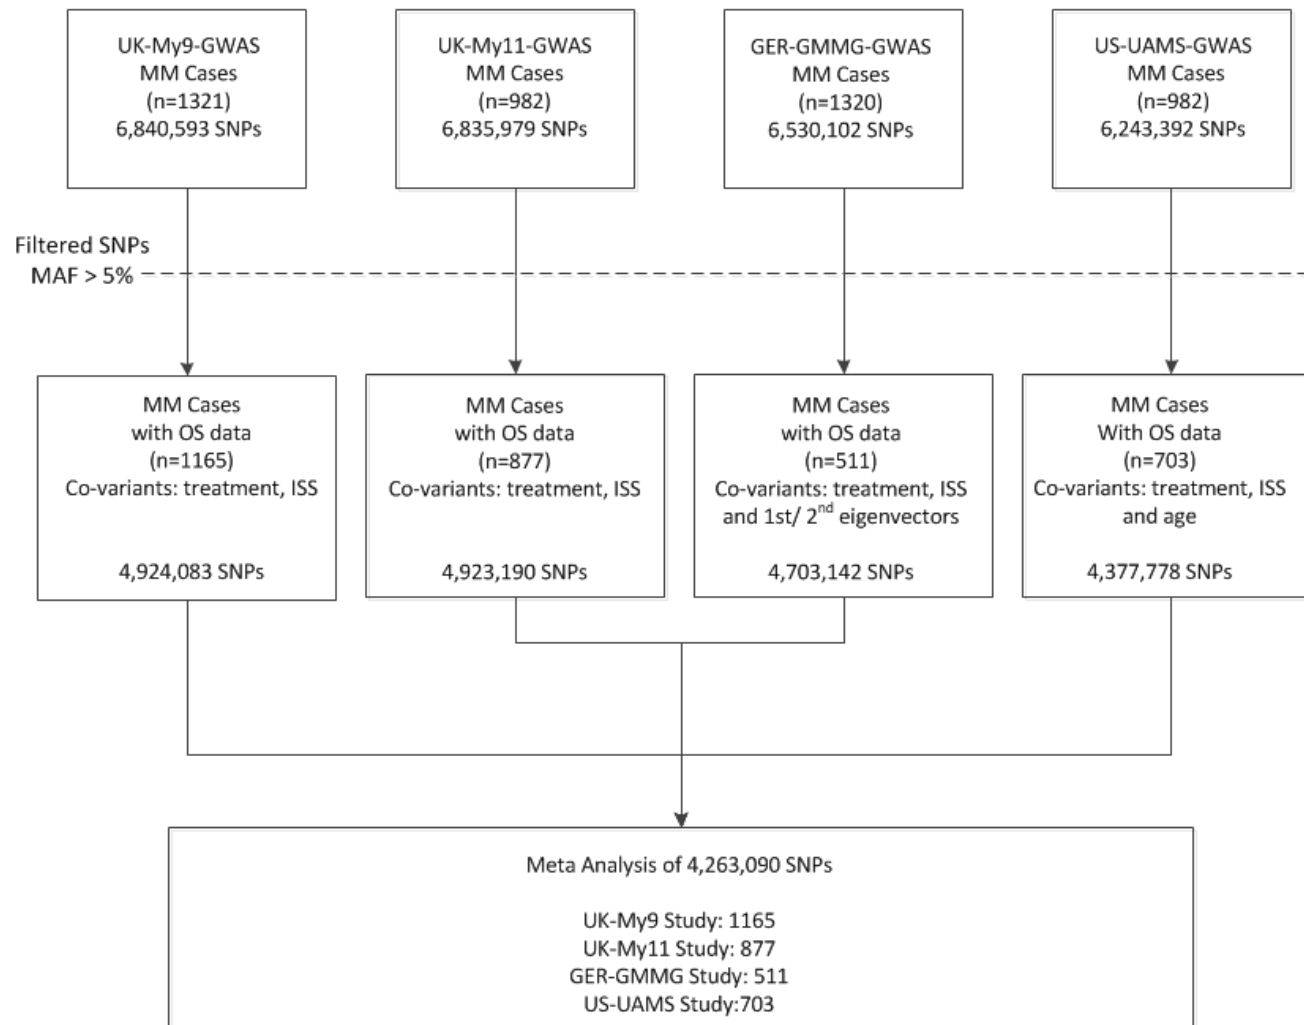 UK-My9-GWAS
MM Cases
(n=1321)
6,840,593 SNPs
UK-My11-GWAS
MM Cases
(n=982)
6,835,979 SNPs
GER-GMMG-GWAS
MM Cases
(n=1320)
6,530,102 SNPs
US-UAMS-GWAS
MM Cases
(n=982)
6,243,392 SNPs
Filtered SNPs
MAF > 5%
MM Cases
with OS data
(n=1165)
Co-variants: treatment, ISS
4,924,083 SNPs
MM Cases
with OS data
(n=877)
Co-variants: treatment, ISS
4,923,190 SNPs
MM Cases
with OS data
(n=511)
Co-variants: treatment, ISS
and 1st/ 2nd eigenvectors
4,703,142 SNPs
MM Cases
With OS data
(n=703)
Co-variants: treatment, ISS
and age
4,377,778 SNPs
Meta Analysis of 4,263,090 SNPs
UK-My9 Study: 1165
UK-My11 Study: 877
GER-GMMG Study: 511
US-UAMS Study:703